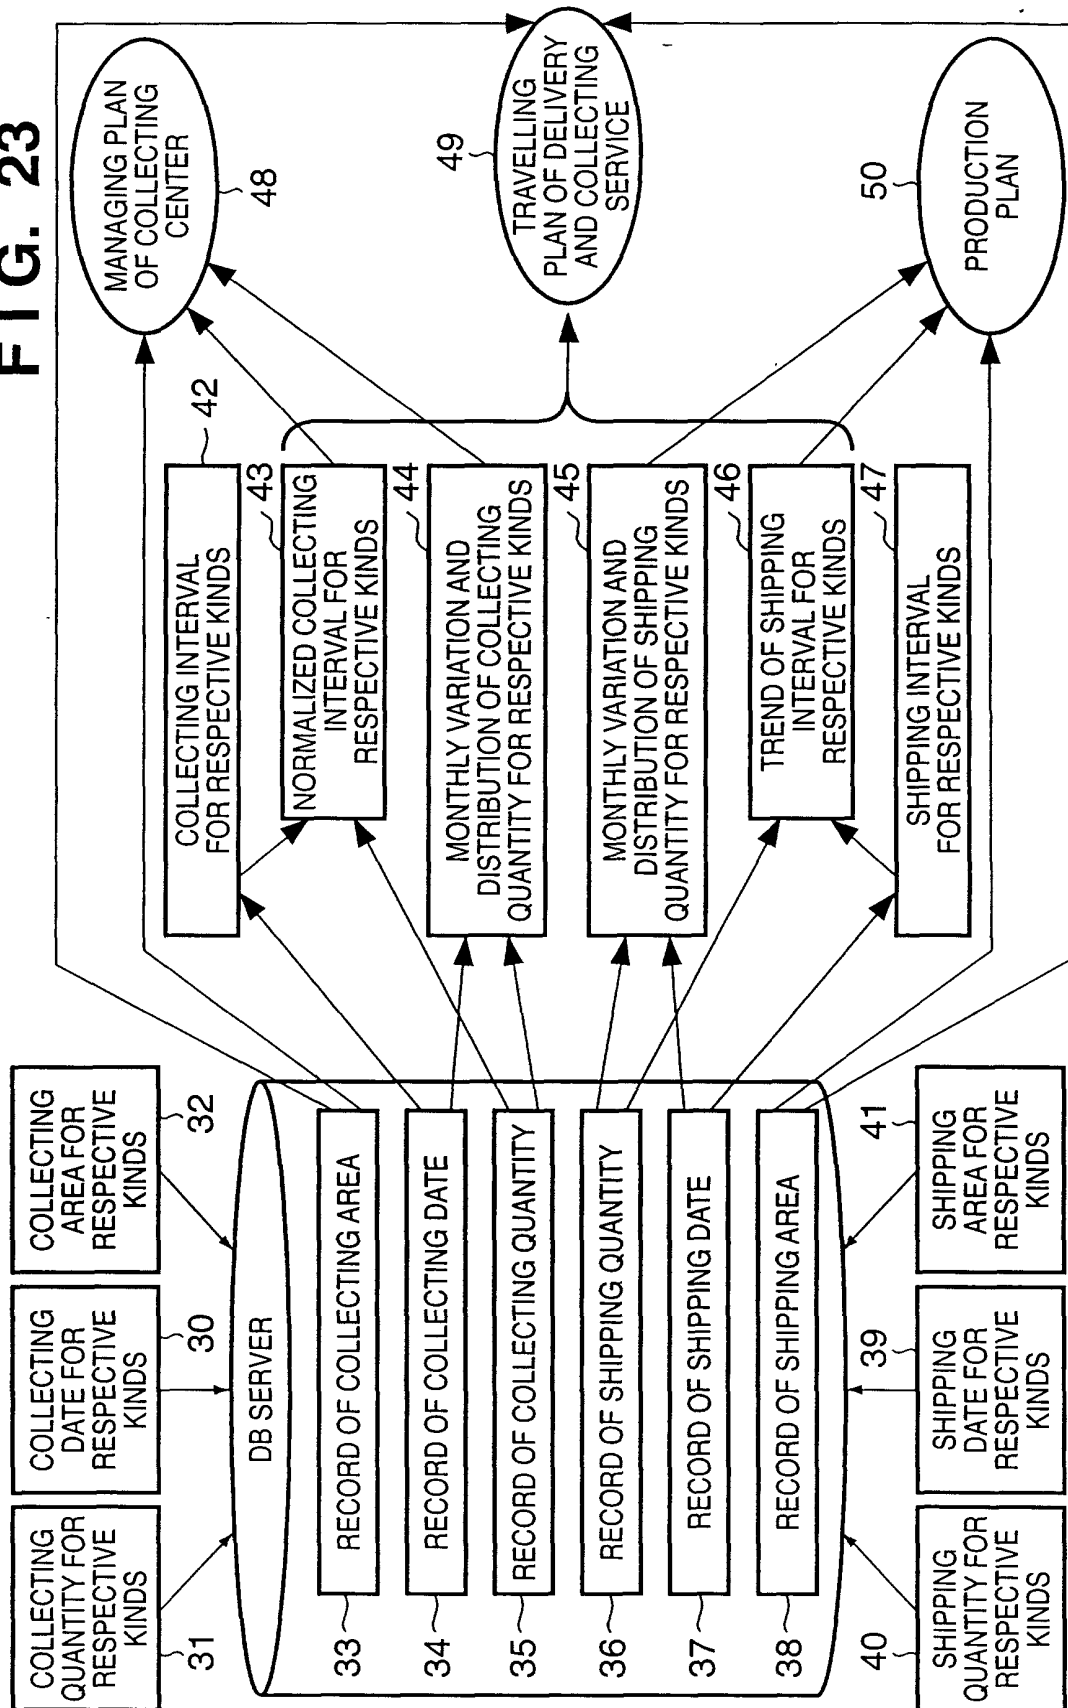 FIG. 23
COLLECTING
QUANTITY FOR
RESPECTIVE
KINDS
31
COLLECTING
DATE FOR
RESPECTIVE
KINDS
30
COLLECTING
AREA FOR
RESPECTIVE
KINDS
32
DB SERVER
33
RECORD OF COLLECTING AREA
34
RECORD OF COLLECTING DATE
35
RECORD OF COLLECTING QUANTITY
36
RECORD OF SHIPPING QUANTITY
37
RECORD OF SHIPPING DATE
38
RECORD OF SHIPPING AREA
40
SHIPPING
QUANTITY FOR
RESPECTIVE
KINDS
39
SHIPPING
DATE FOR
RESPECTIVE
KINDS
41
SHIPPING
AREA FOR
RESPECTIVE
KINDS
COLLECTING INTERVAL
FOR RESPECTIVE KINDS
42
43
NORMALIZED COLLECTING
INTERVAL FOR
RESPECTIVE KINDS
44
MONTHLY VARIATION AND
DISTRIBUTION OF COLLECTING
QUANTITY FOR RESPECTIVE KINDS
45
MONTHLY VARIATION AND
DISTRIBUTION OF SHIPPING
QUANTITY FOR RESPECTIVE KINDS
46
TREND OF SHIPPING
INTERVAL FOR
RESPECTIVE KINDS
47
SHIPPING INTERVAL
FOR RESPECTIVE KINDS
MANAGING PLAN
OF COLLECTING
CENTER
48
49
TRAVELLING
PLAN OF DELIVERY
AND COLLECTING
SERVICE
50
PRODUCTION
PLAN